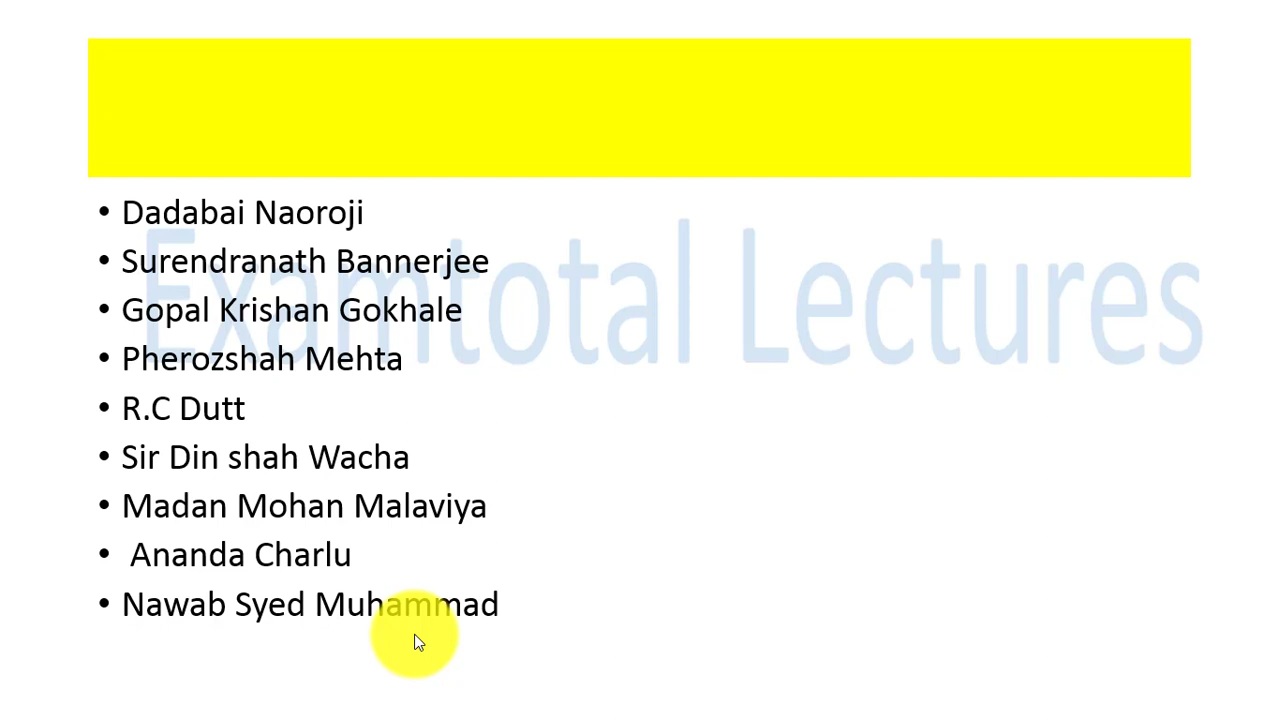 • Dadabai Naoroji
• Surendranath Bannerjee
• Gopal Krishan Gokhale
• Pherozshah Mehta
• R.C Dutt
• Sir Din shah Wacha
• Madan Mohan Malaviya
• Ananda Charlu
• Nawab Syed Muhammad
Examtotal Lectures